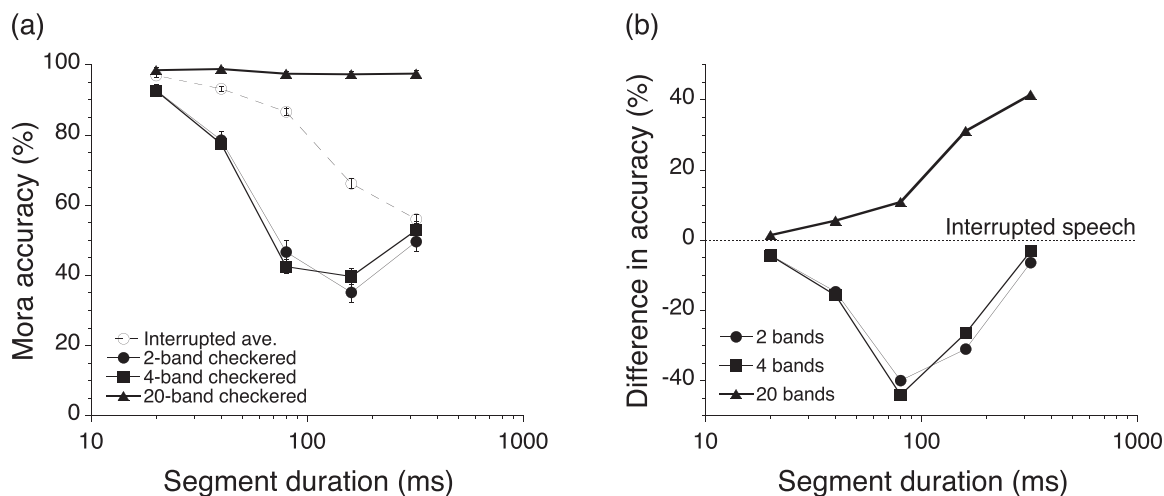 (a)
100
80
60
40
20
0
Mora accuracy (%)
Interrupted ave.
2-band checkered
4-band checkered
20-band checkered
10
100
1000
Segment duration (ms)
(b)
40
20
0
-20
-40
Difference in accuracy (%)
Interrupted speech
2 bands
4 bands
20 bands
10
100
1000
Segment duration (ms)